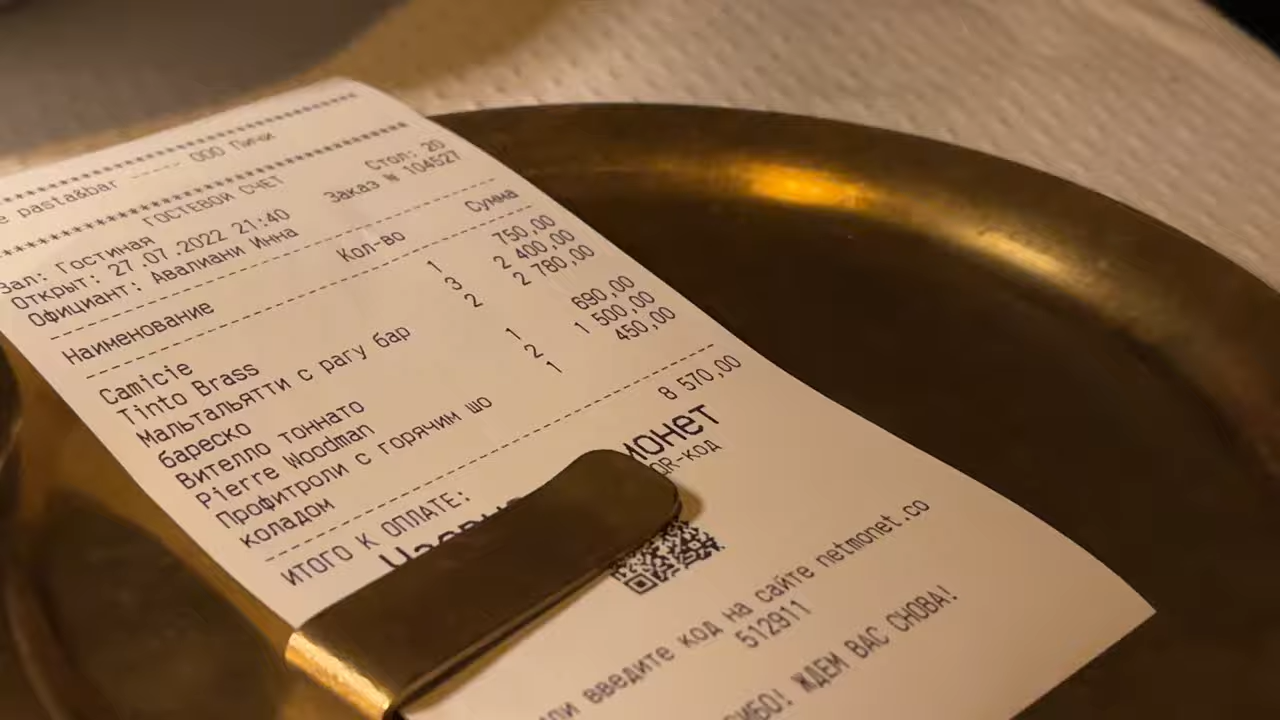 ************************************
e pasta&bar ----- ООО Пичи
************************************
ГОСТЕВОЙ СЧЕТ
Зал: Гостиная Стол: 20
Открыт: 27.07.2022 21:40 Заказ № 104527
Официант: Авалиани Инна
Наименование Кол-во Сумма
Camicie 1 750,00
Tinto Brass 3 2 400,00
Мальтальятти с рагу бар 2 2 780,00
бареско
Вителло тоннато 1 690,00
Pierre Woodman 2 1 500,00
Профитроли с горячим шо 1 450,00
коладом
ИТОГО К ОПЛАТЕ: 8 570,00
QR-код
или введите код на сайте netmonet.co
512911
ЖДЕМ ВАС СНОВА!